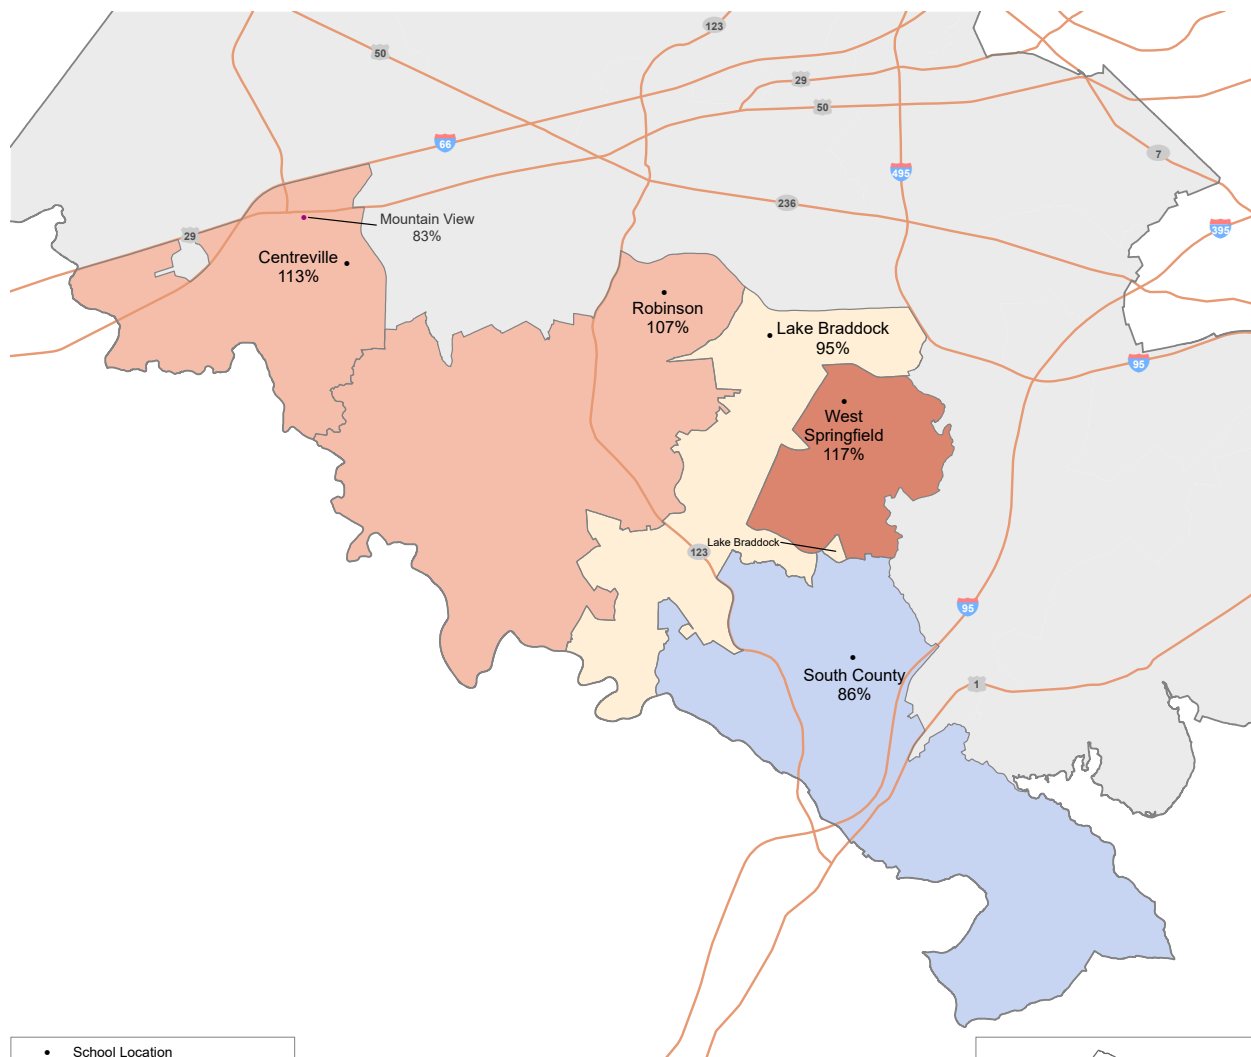 123
50
29
50
66
7
495
236
Mountain View
83%
29
395
Centreville
113%
Robinson
107%
Lake Braddock
95%
95
West
Springfield
117%
Lake Braddock
123
95
South County
86%
1
School Location